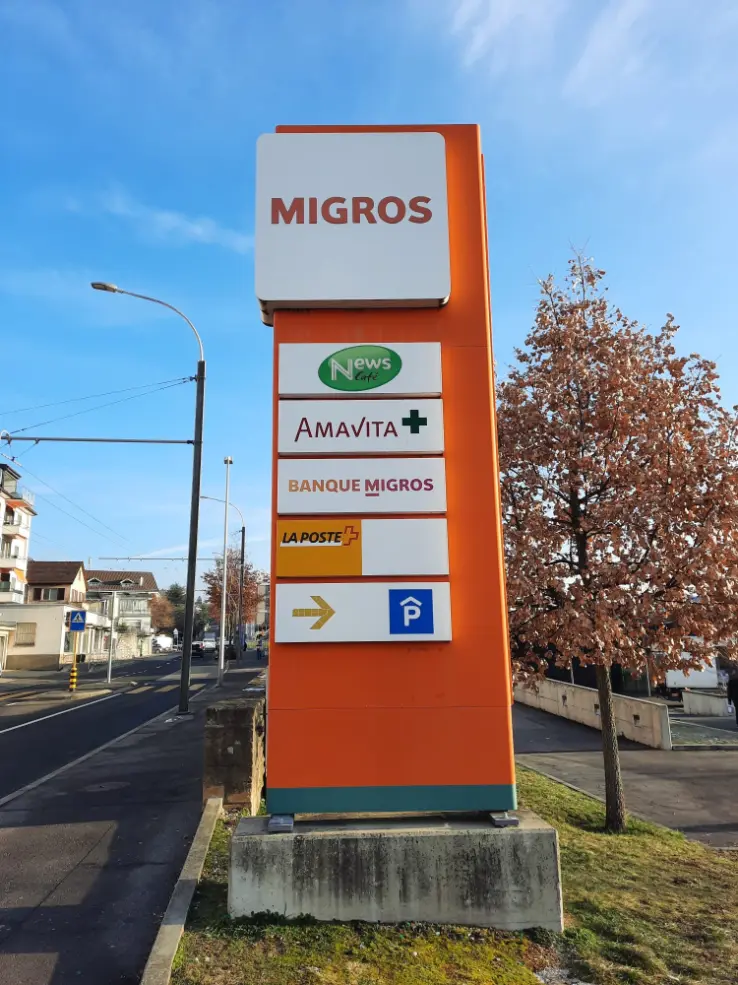 MIGROS
News
Café
AMAVITA
BANQUE MIGROS
LA POSTE
P